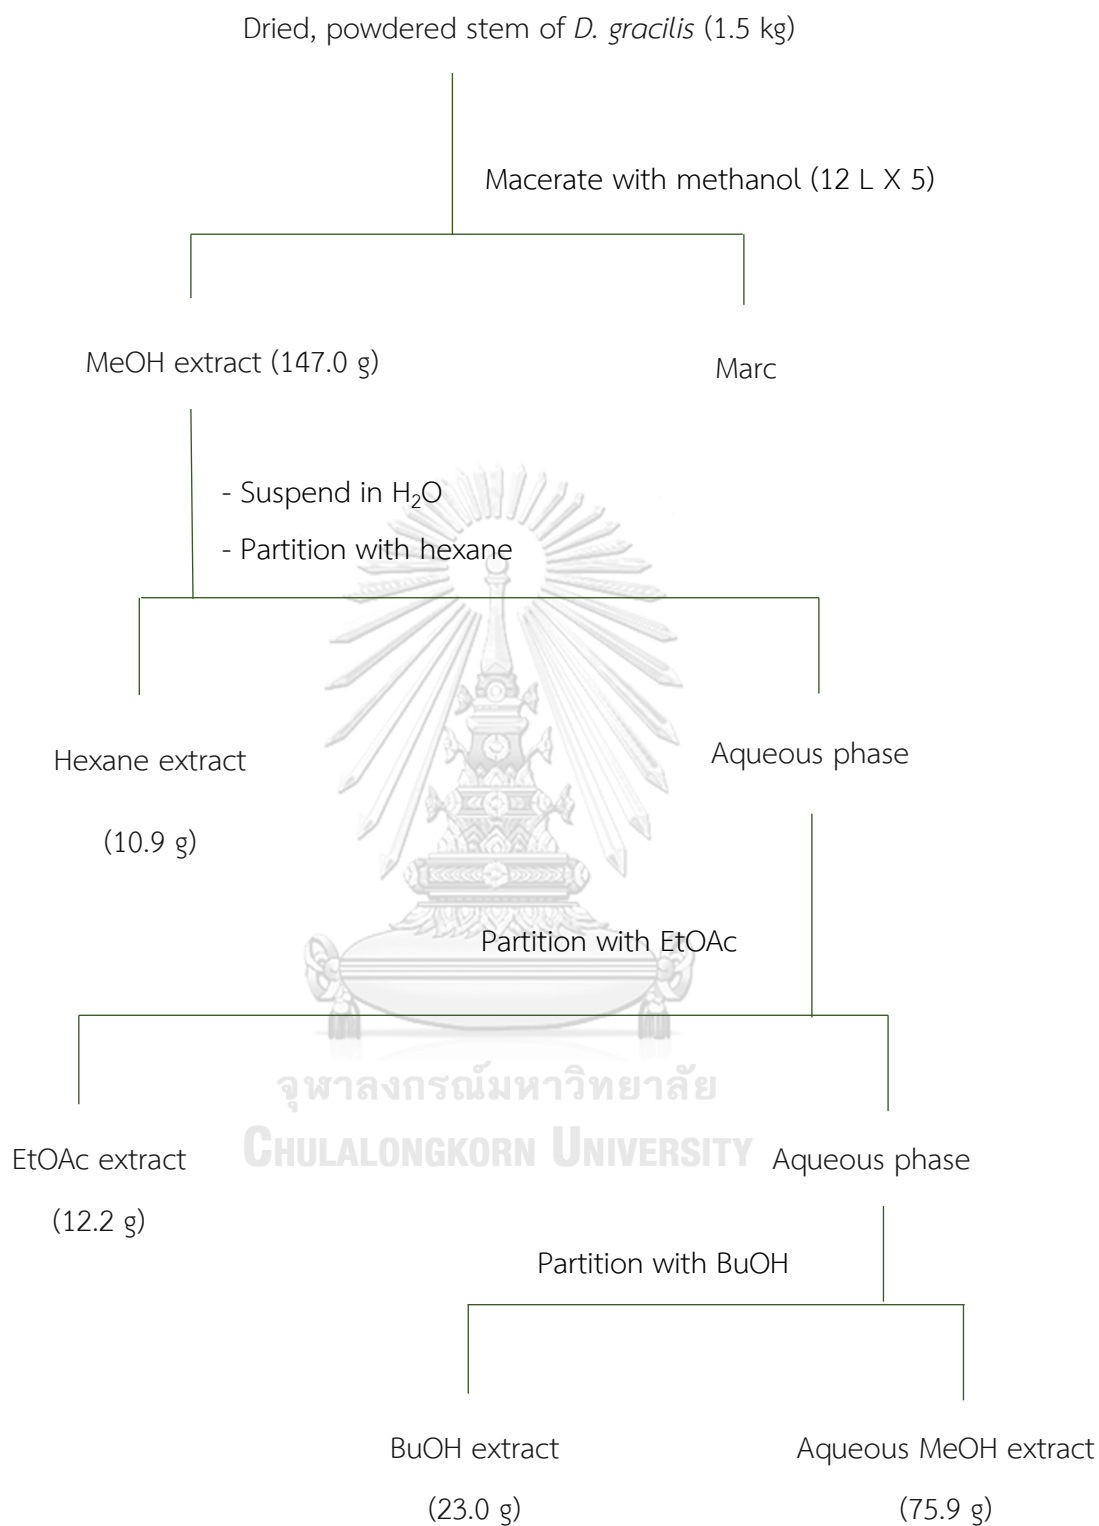 Dried, powdered stem of D. gracilis (1.5 kg)
Macerate with methanol (12 L X 5)
MeOH extract (147.0 g)
Marc
- Suspend in H₂O
- Partition with hexane
Hexane extract
(10.9 g)
Aqueous phase
Partition with EtOAc
จุฬาลงกรณ์มหาวิทยาลัย
CHULALONGKORN UNIVERSITY
EtOAc extract
(12.2 g)
Aqueous phase
Partition with BuOH
BuOH extract
(23.0 g)
Aqueous MeOH extract
(75.9 g)